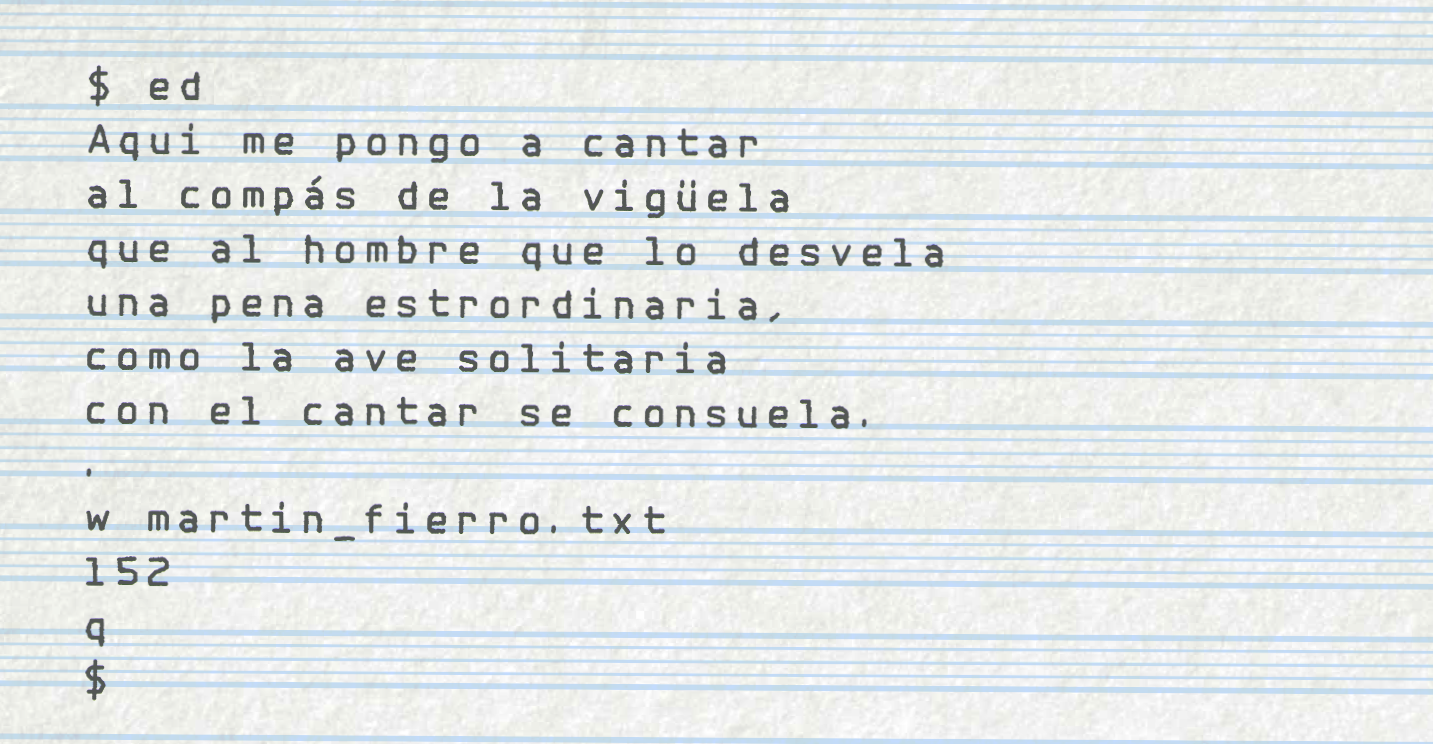 $ ed
Aqui me pongo a cantar
al compás de la vigüela
que al hombre que lo desvela
una pena estrordinaria,
como la ave solitaria
con el cantar se consuela.
.
w martin_fierro.txt
152
q
$